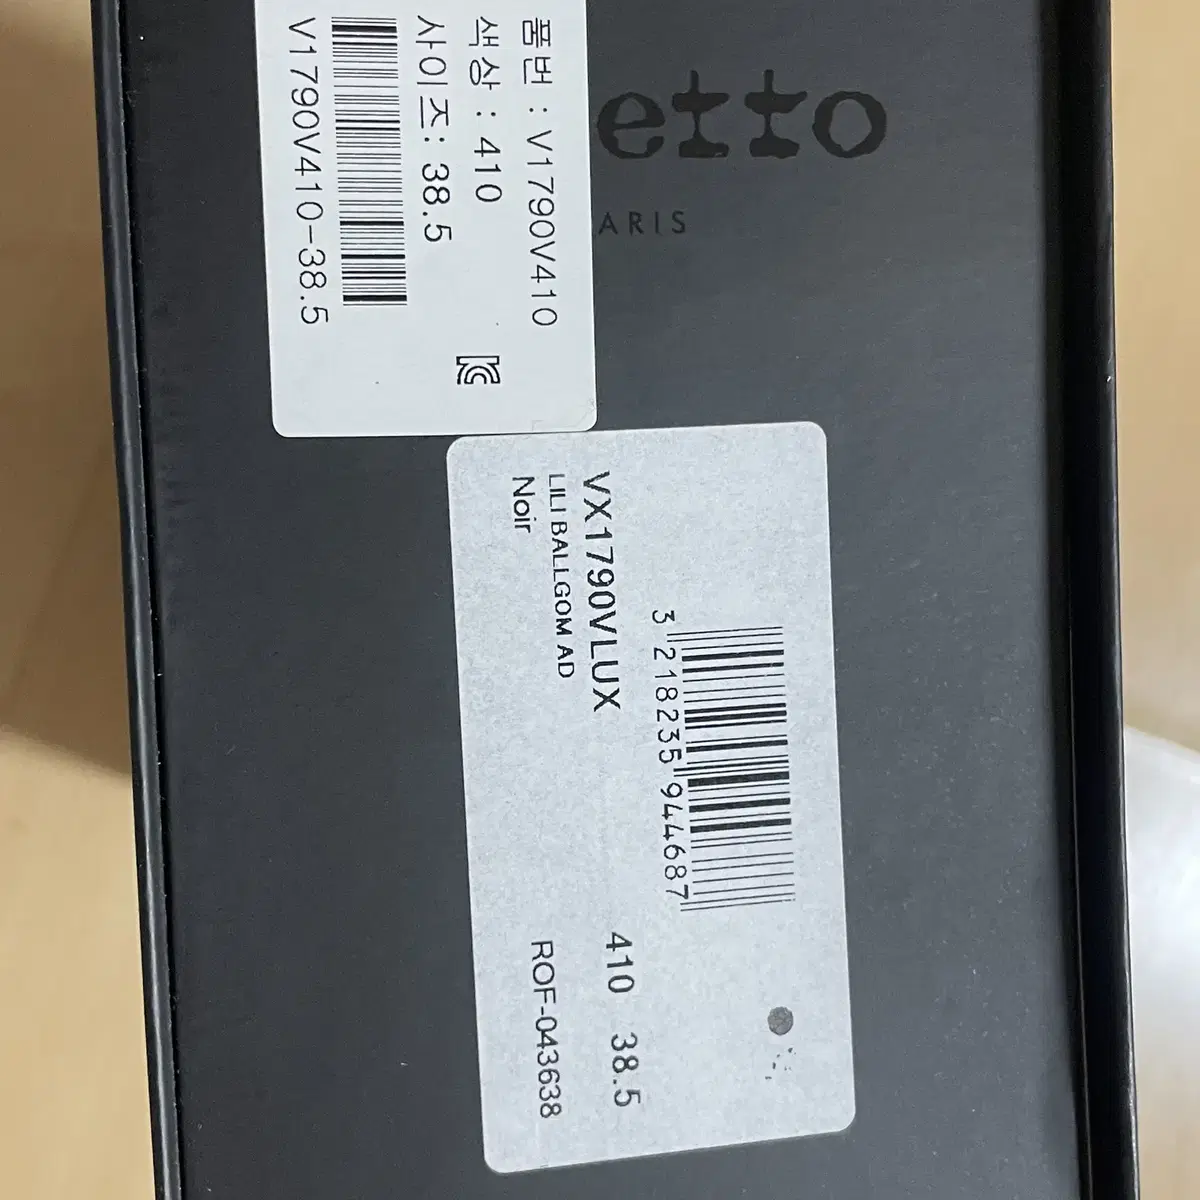 etto
ARIS
품번 : V1790V410
색상 : 410
사이즈: 38.5
V1790V410-38.5
3 218235 944687
VX1790VLUX 410 38.5
LILI BALLGOM AD
Noir ROF-043638